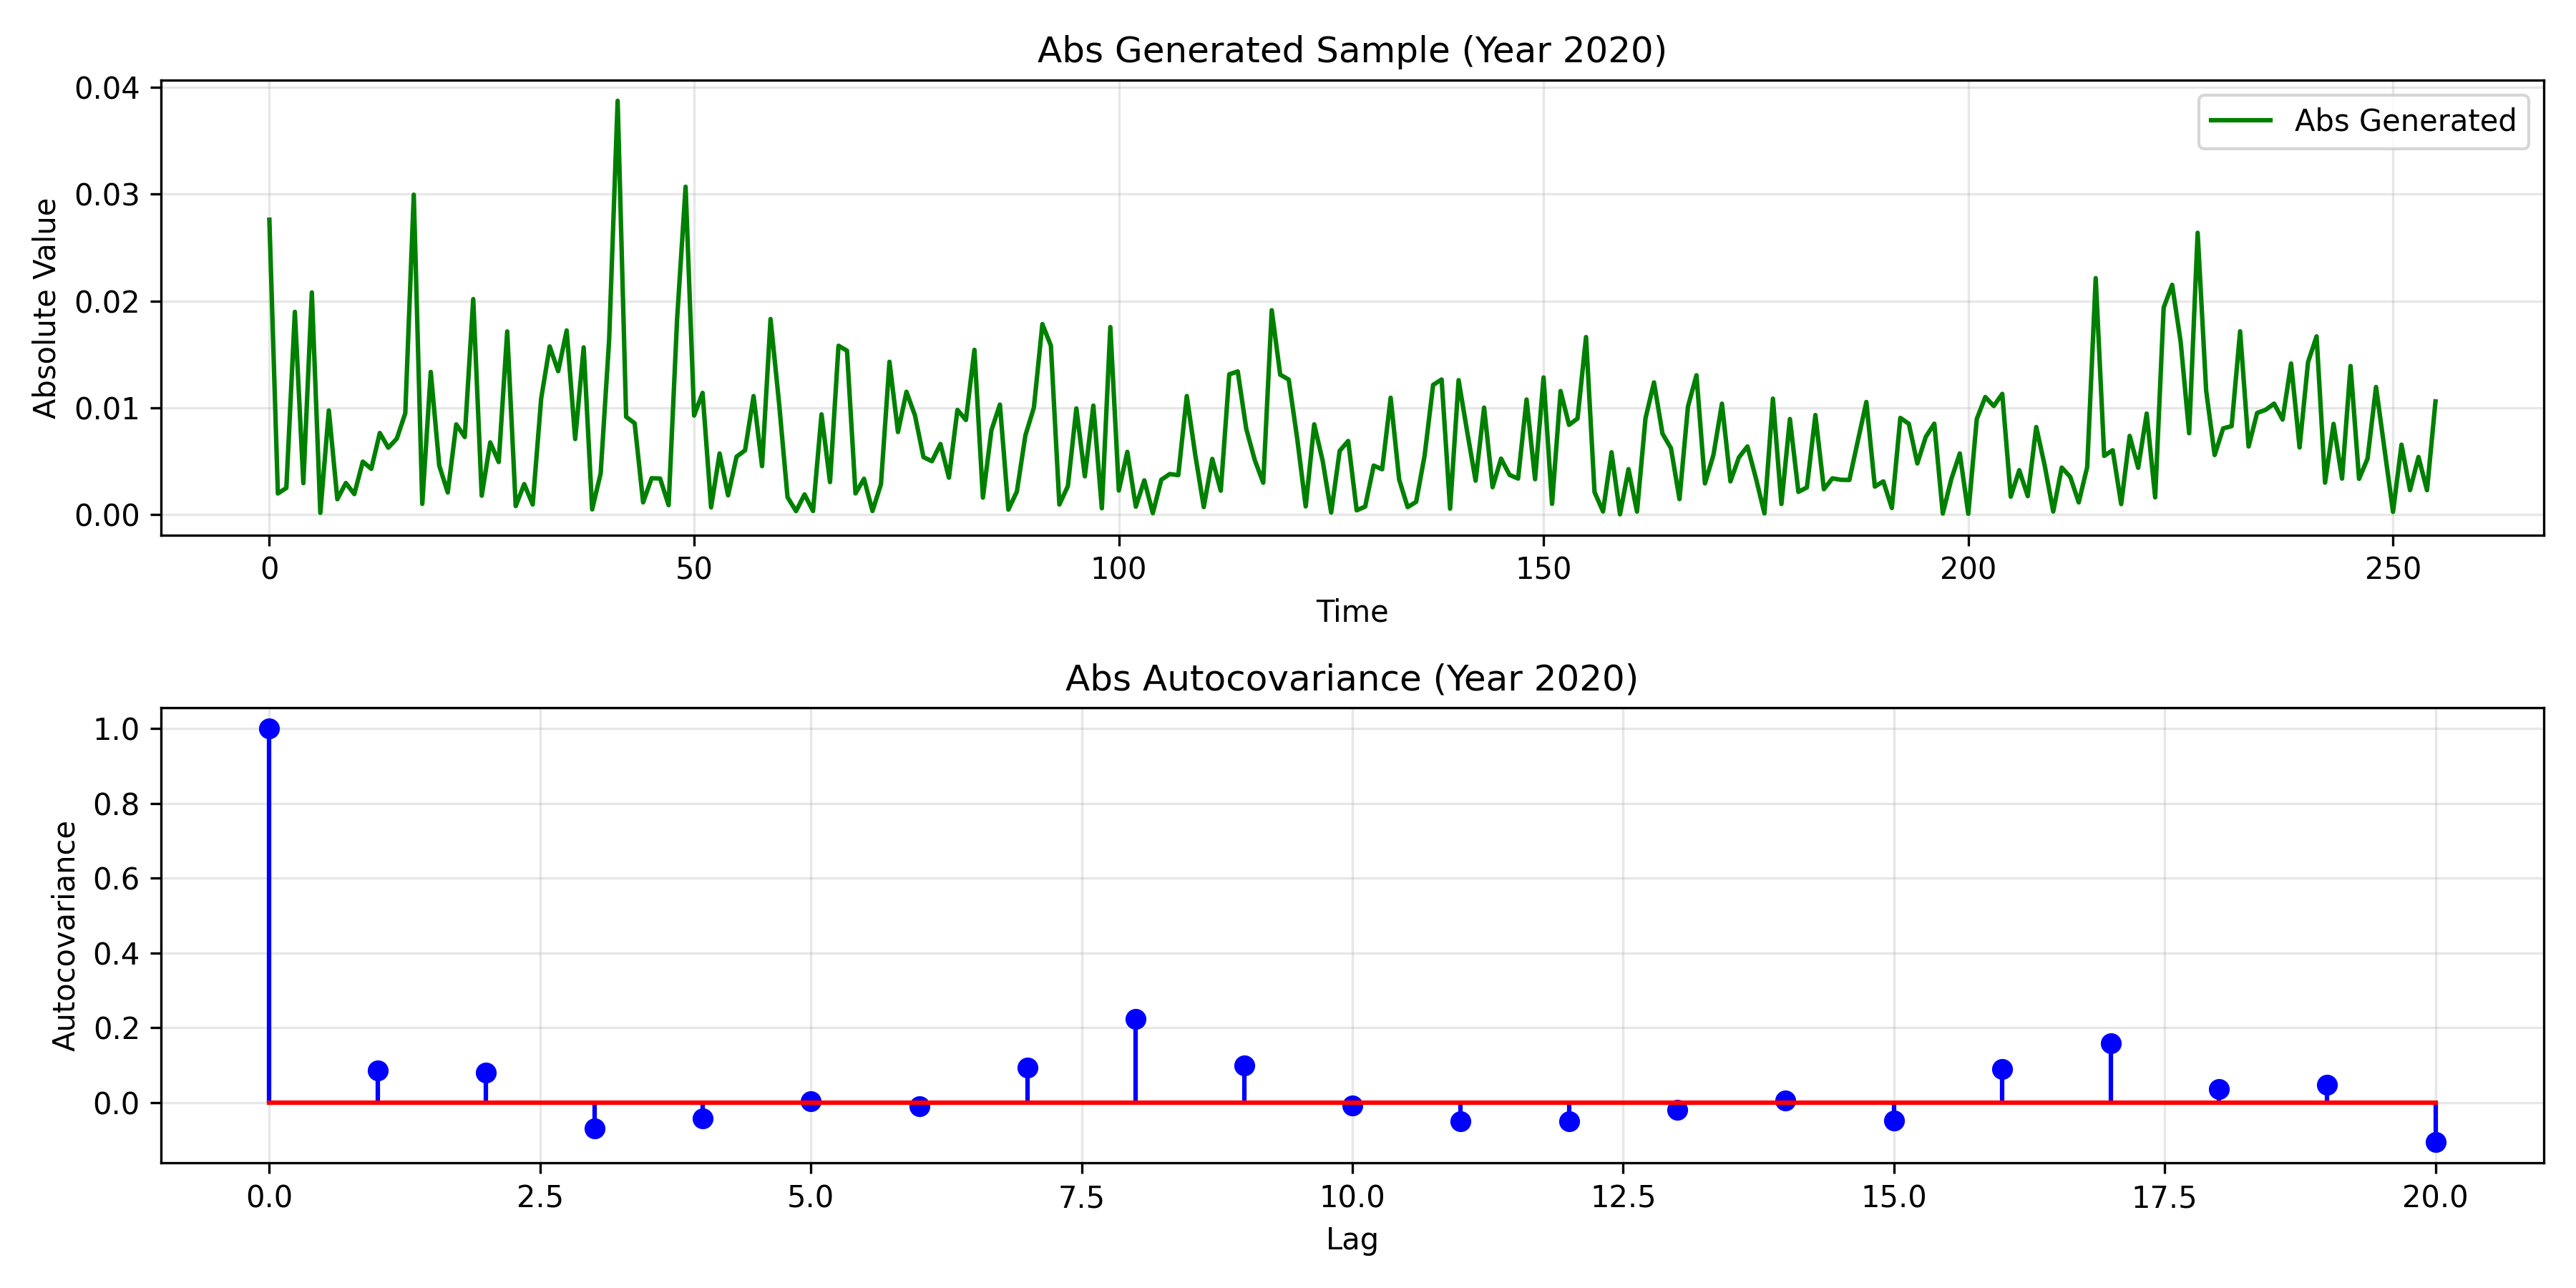 Abs Generated Sample (Year 2020)
Absolute Value
0.04
0.03
0.02
0.01
0.00
Abs Generated
0 50 100 150 200 250
Time
Abs Autocovariance (Year 2020)
Autocovariance
1.0
0.8
0.6
0.4
0.2
0.0
0.0 2.5 5.0 7.5 10.0 12.5 15.0 17.5 20.0
Lag